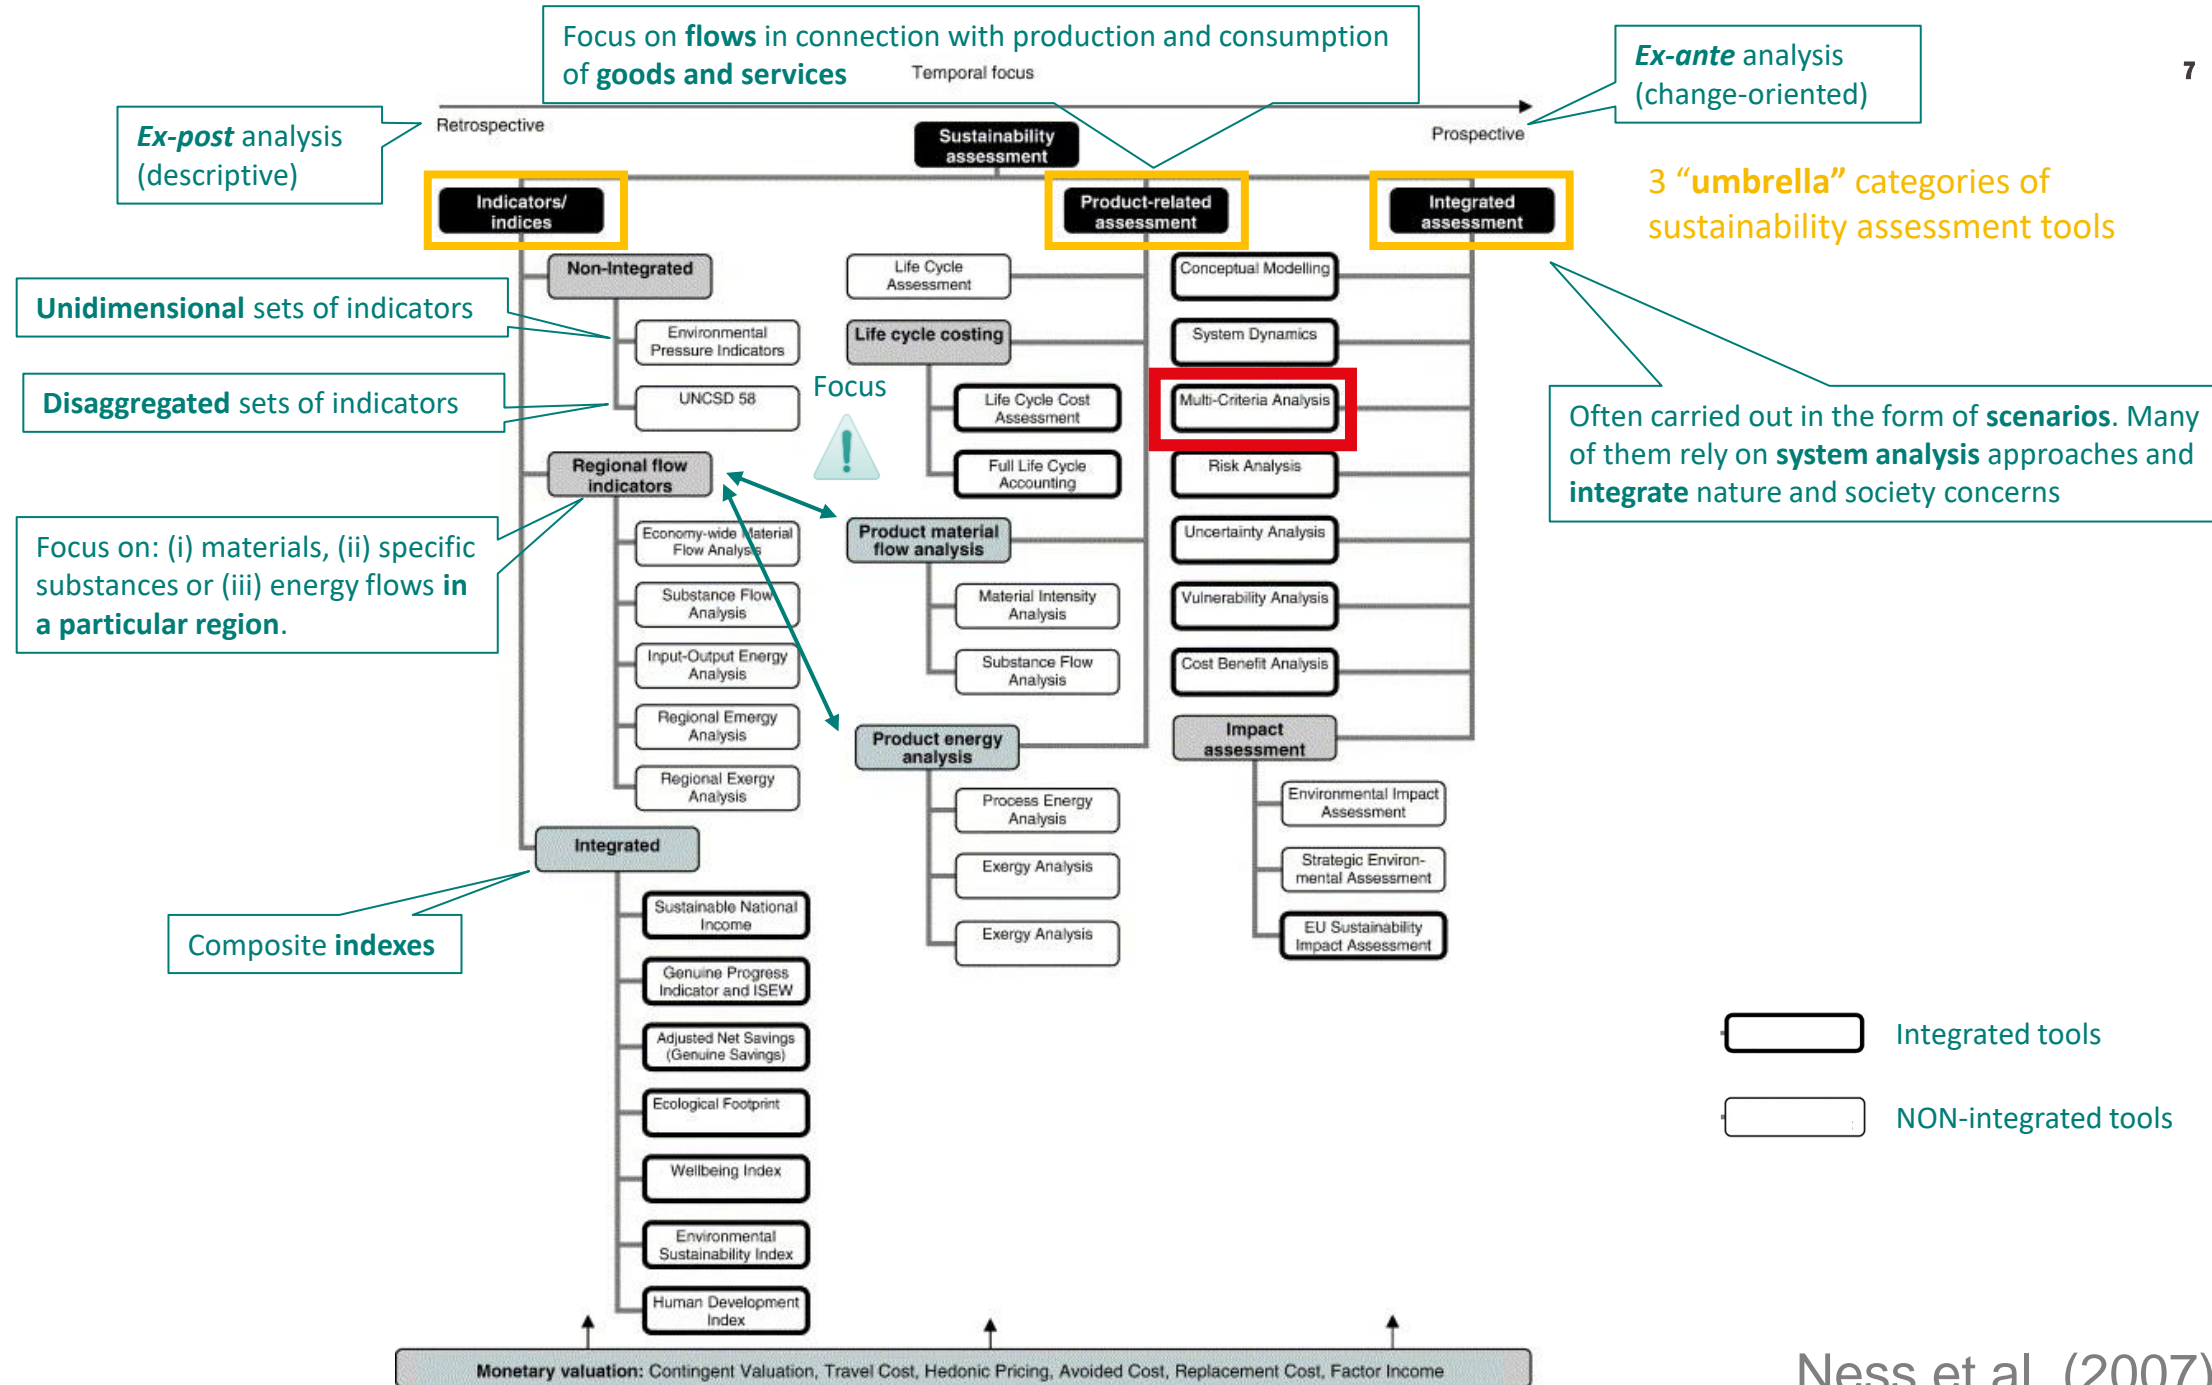 Focus on flows in connection with production and consumption
of goods and services
Temporal focus
Ex-ante analysis
(change-oriented)
7
Ex-post analysis
(descriptive)
Retrospective
Prospective
Sustainability
assessment
3 “umbrella” categories of
sustainability assessment tools
Indicators/
indices
Product-related
assessment
Integrated
assessment
Non-Integrated
Unidimensional sets of indicators
Environmental
Pressure Indicators
Disaggregated sets of indicators
UNCSD 58
Regional flow
indicators
Focus on: (i) materials, (ii) specific
substances or (iii) energy flows in
a particular region.
Economy-wide Material
Flow Analysis
Substance Flow
Analysis
Input-Output Energy
Analysis
Regional Emergy
Analysis
Regional Exergy
Analysis
Integrated
Composite indexes
Sustainable National
Income
Genuine Progress
Indicator and ISEW
Adjusted Net Savings
(Genuine Savings)
Ecological Footprint
Wellbeing Index
Environmental
Sustainability Index
Human Development
Index
Focus
Life Cycle
Assessment
Life cycle costing
Life Cycle Cost
Assessment
Full Life Cycle
Accounting
Product material
flow analysis
Material Intensity
Analysis
Substance Flow
Analysis
Product energy
analysis
Process Energy
Analysis
Exergy Analysis
Exergy Analysis
Conceptual Modelling
System Dynamics
Multi-Criteria Analysis
Risk Analysis
Uncertainty Analysis
Vulnerability Analysis
Cost Benefit Analysis
Impact
assessment
Environmental Impact
Assessment
Strategic Environ-
mental Assessment
EU Sustainability
Impact Assessment
Often carried out in the form of scenarios. Many
of them rely on system analysis approaches and
integrate nature and society concerns
Integrated tools
NON-integrated tools
Monetary valuation: Contingent Valuation, Travel Cost, Hedonic Pricing, Avoided Cost, Replacement Cost, Factor Income
Ness et al. (2007)